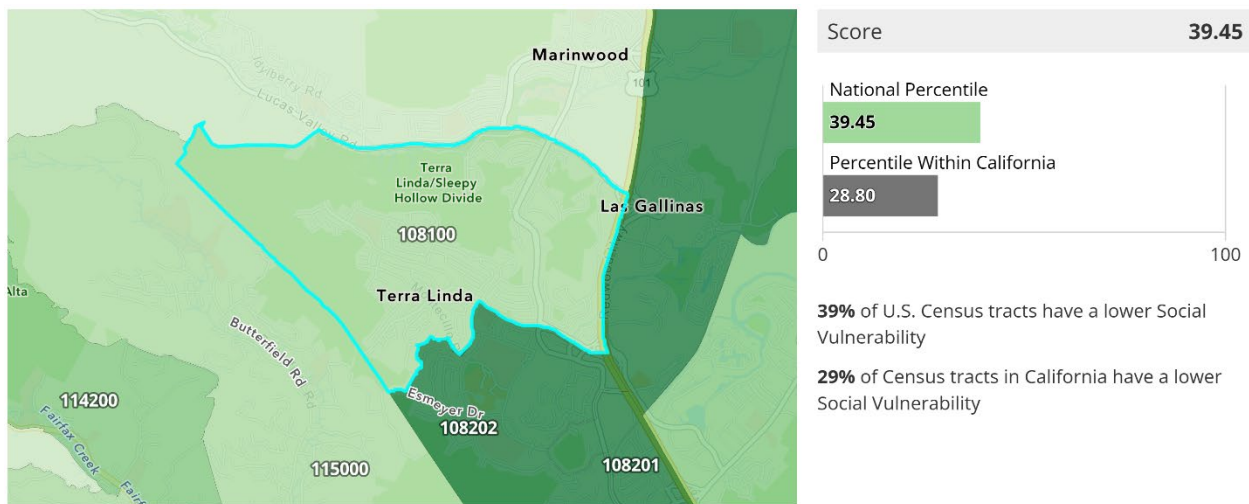 Marinwood
101
Idylberry Rd
Lucas Valley Rd
Terra
Linda/Sleepy
Hollow Divide
Las Gallinas
108100
Redwood Hwy
Terra Linda
Alta
Butterfield Rd
Rd
Esmeyer Dr
114200
108202
Fairfax Creek
115000
108201
Score 39.45
National Percentile
39.45
Percentile Within California
28.80
0 100
39% of U.S. Census tracts have a lower Social
Vulnerability
29% of Census tracts in California have a lower
Social Vulnerability